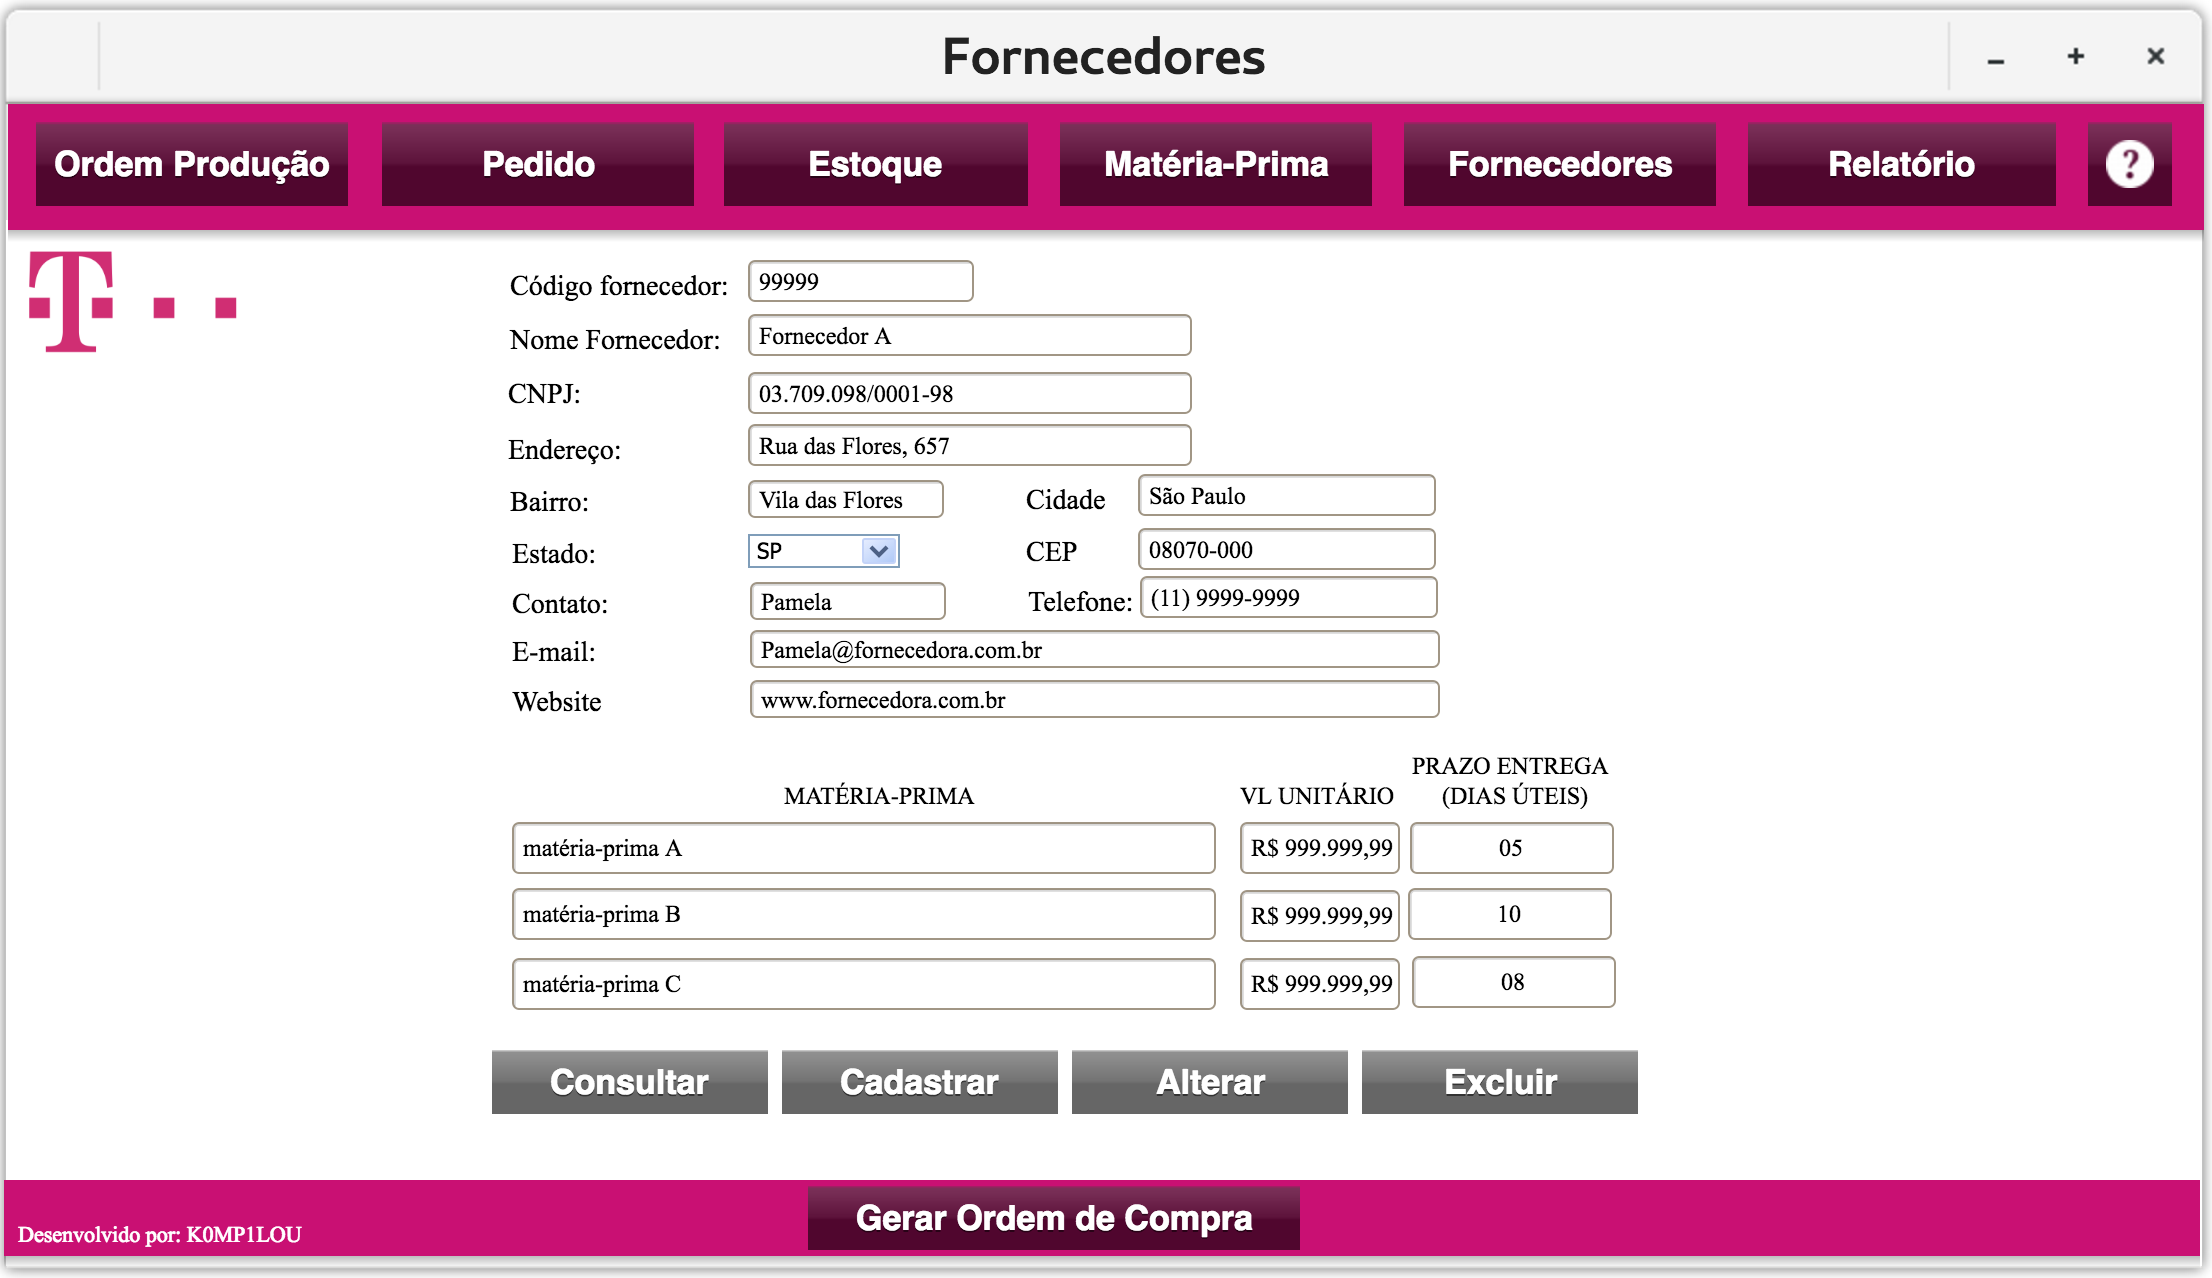 Fornecedores
Ordem Produção Pedido Estoque Matéria-Prima Fornecedores Relatório ?
T
Código fornecedor: 99999
Nome Fornecedor: Fornecedor A
CNPJ: 03.709.098/0001-98
Endereço: Rua das Flores, 657
Bairro: Vila das Flores Cidade São Paulo
Estado: SP CEP 08070-000
Contato: Pamela Telefone: (11) 9999-9999
E-mail: Pamela@fornecedora.com.br
Website www.fornecedora.com.br
MATÉRIA-PRIMA VL UNITÁRIO PRAZO ENTREGA
(DIAS ÚTEIS)
matéria-prima A R$ 999.999,99 05
matéria-prima B R$ 999.999,99 10
matéria-prima C R$ 999.999,99 08
Consultar Cadastrar Alterar Excluir
Gerar Ordem de Compra
Desenvolvido por: K0MP1LOU